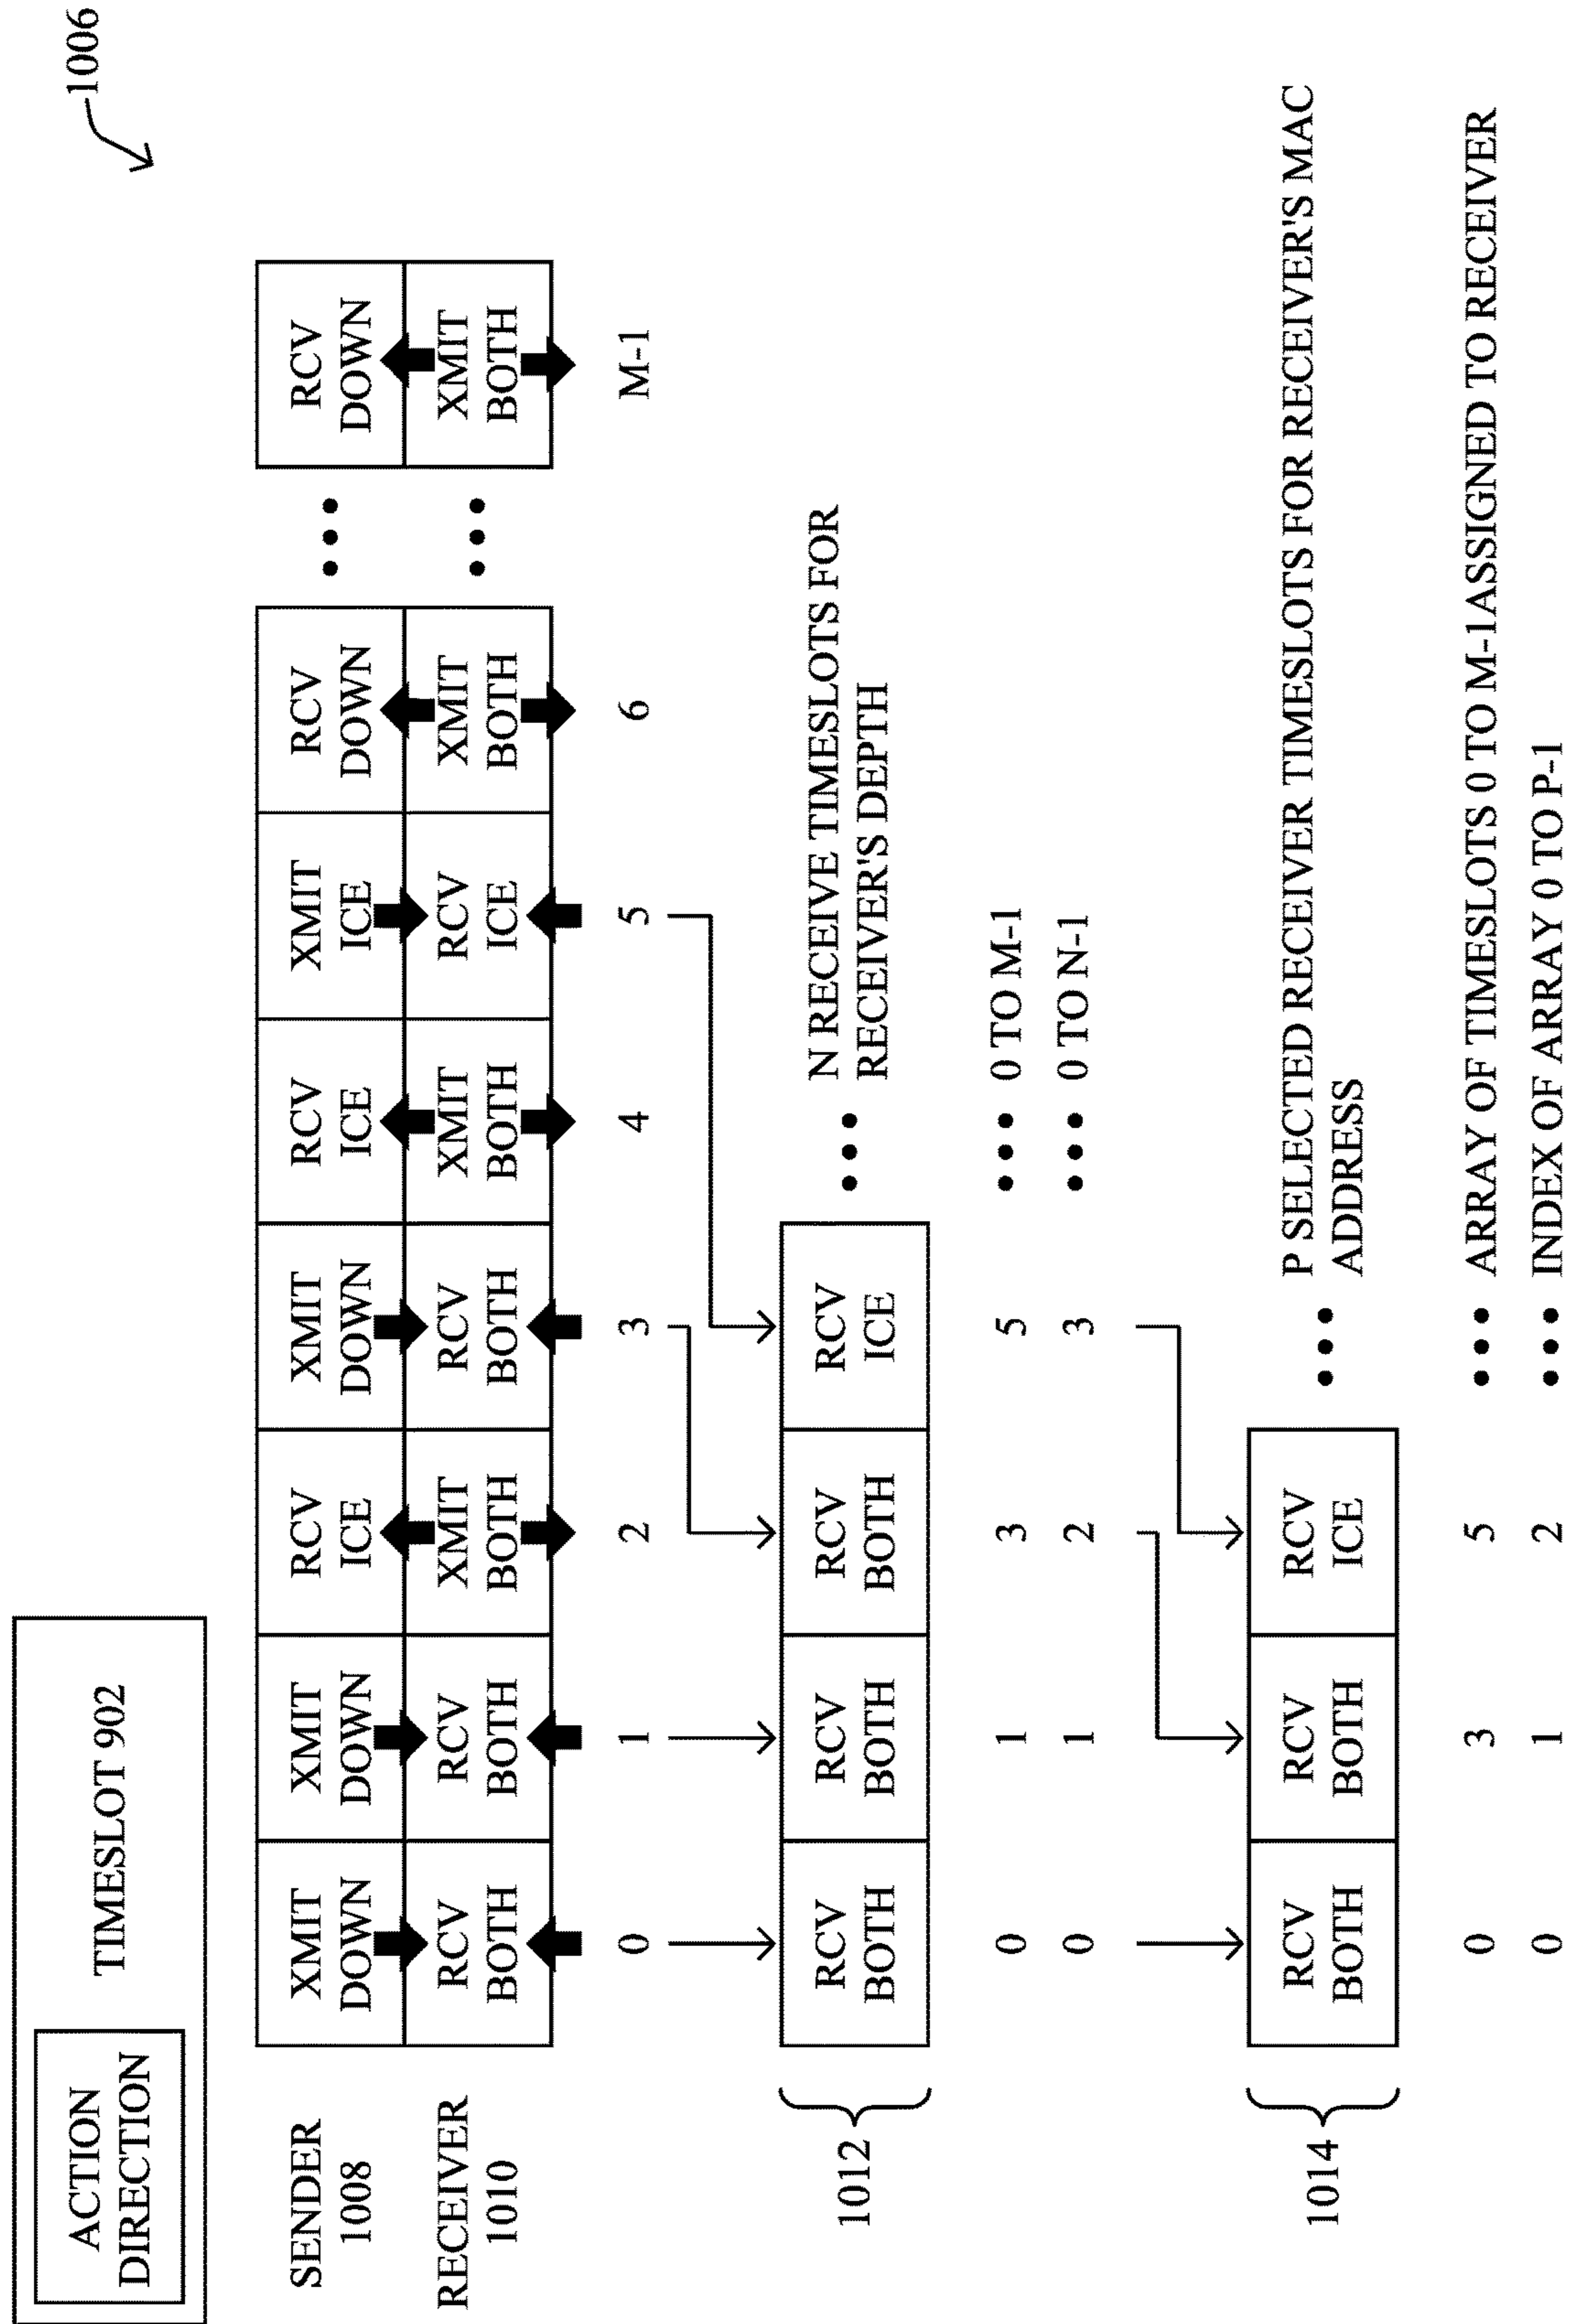 1006
ACTION
DIRECTION
TIMESLOT 902
SENDER
1008
XMIT
DOWN
XMIT
DOWN
RCV
ICE
XMIT
DOWN
RCV
ICE
XMIT
ICE
RCV
DOWN
•••
RCV
DOWN
RECEIVER
1010
RCV
BOTH
RCV
BOTH
XMIT
BOTH
RCV
BOTH
XMIT
BOTH
RCV
ICE
XMIT
BOTH
•••
XMIT
BOTH
0 1 2 3 4 5 6 M-1
1012
RCV
BOTH
RCV
BOTH
RCV
BOTH
RCV
ICE
••• N RECEIVE TIMESLOTS FOR
RECEIVER'S DEPTH
0 1 3 5 ••• 0 TO M-1
0 1 2 3 ••• 0 TO N-1
1014
RCV
BOTH
RCV
BOTH
RCV
ICE
••• P SELECTED RECEIVER TIMESLOTS FOR RECEIVER'S MAC
ADDRESS
0 3 5 ••• ARRAY OF TIMESLOTS 0 TO M-1ASSIGNED TO RECEIVER
0 1 2 ••• INDEX OF ARRAY 0 TO P-1